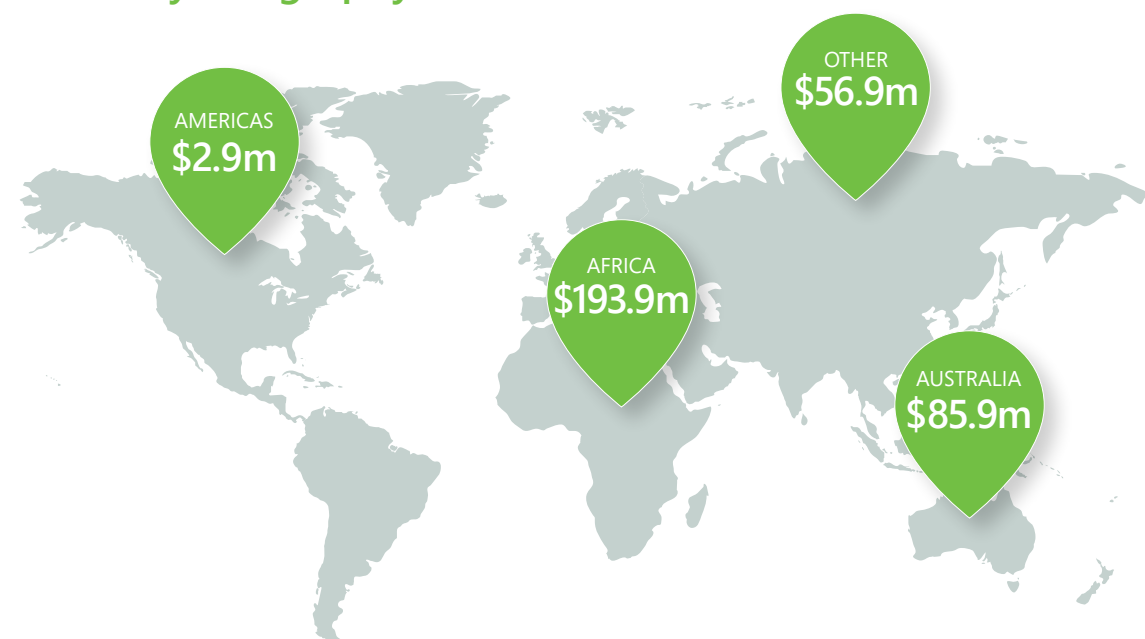 AMERICAS
$2.9m
OTHER
$56.9m
AFRICA
$193.9m
AUSTRALIA
$85.9m